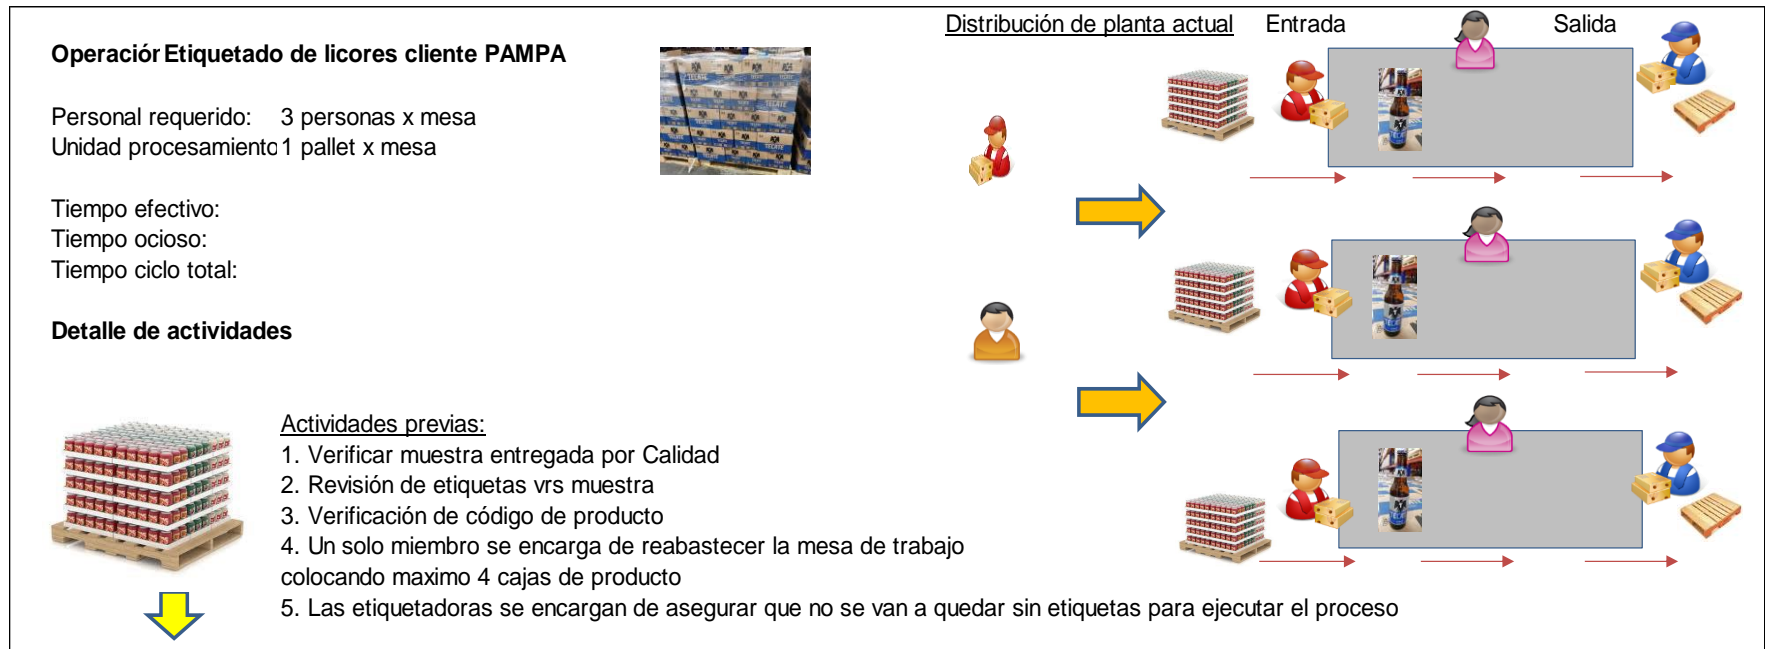 Distribución de planta actual
Entrada
Salida
Operación Etiquetado de licores cliente PAMPA
Personal requerido: 3 personas x mesa
Unidad procesamiento 1 pallet x mesa
Tiempo efectivo:
Tiempo ocioso:
Tiempo ciclo total:
Detalle de actividades
Actividades previas:
1. Verificar muestra entregada por Calidad
2. Revisión de etiquetas vrs muestra
3. Verificación de código de producto
4. Un solo miembro se encarga de reabastecer la mesa de trabajo
colocando maximo 4 cajas de producto
5. Las etiquetadoras se encargan de asegurar que no se van a quedar sin etiquetas para ejecutar el proceso
TECATE